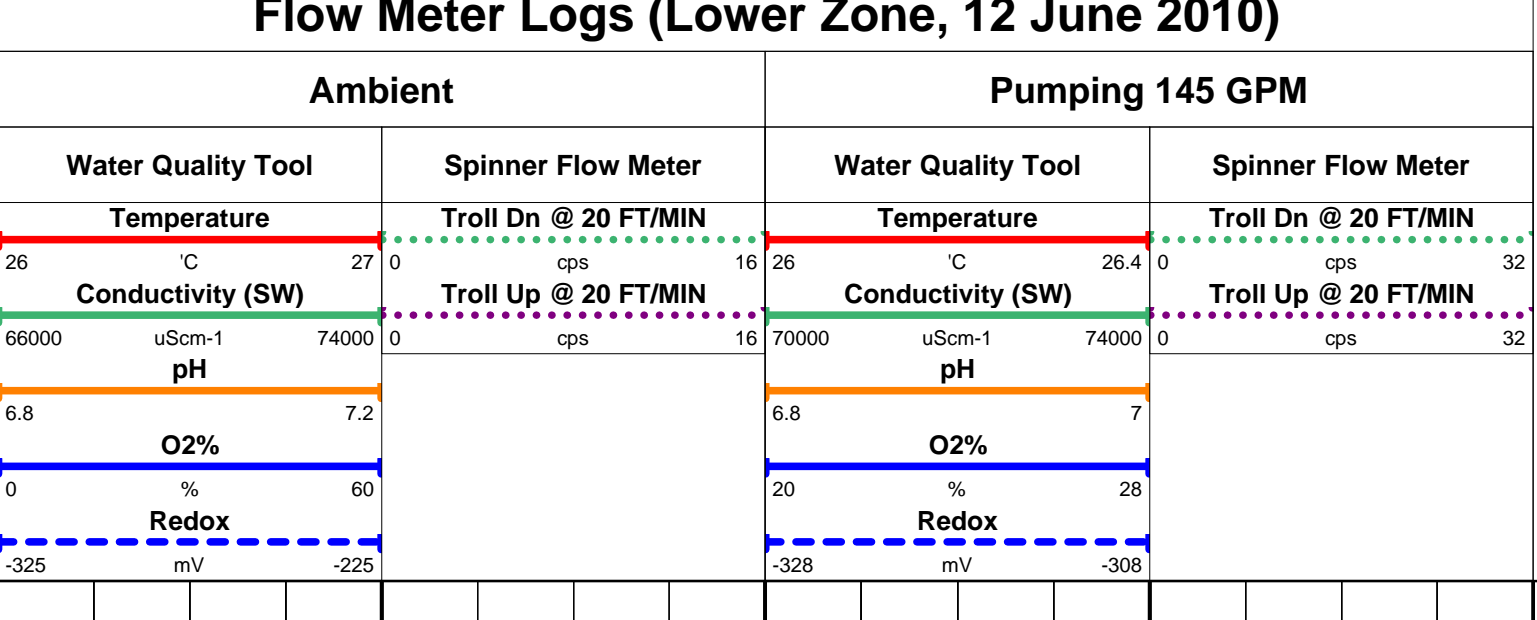 Flow Meter Logs (Lower Zone, 12 June 2010)
Ambient Pumping 145 GPM
Water Quality Tool Spinner Flow Meter Water Quality Tool Spinner Flow Meter
Temperature Troll Dn @ 20 FT/MIN Temperature Troll Dn @ 20 FT/MIN
26 'C 27 0 cps 16 26 'C 26.4 0 cps 32
Conductivity (SW) Troll Up @ 20 FT/MIN Conductivity (SW) Troll Up @ 20 FT/MIN
66000 uScm-1 74000 0 cps 16 70000 uScm-1 74000 0 cps 32
pH pH
6.8 7.2 6.8 7
O2% O2%
0 % 60 20 % 28
Redox Redox
-325 mV -225 -328 mV -308